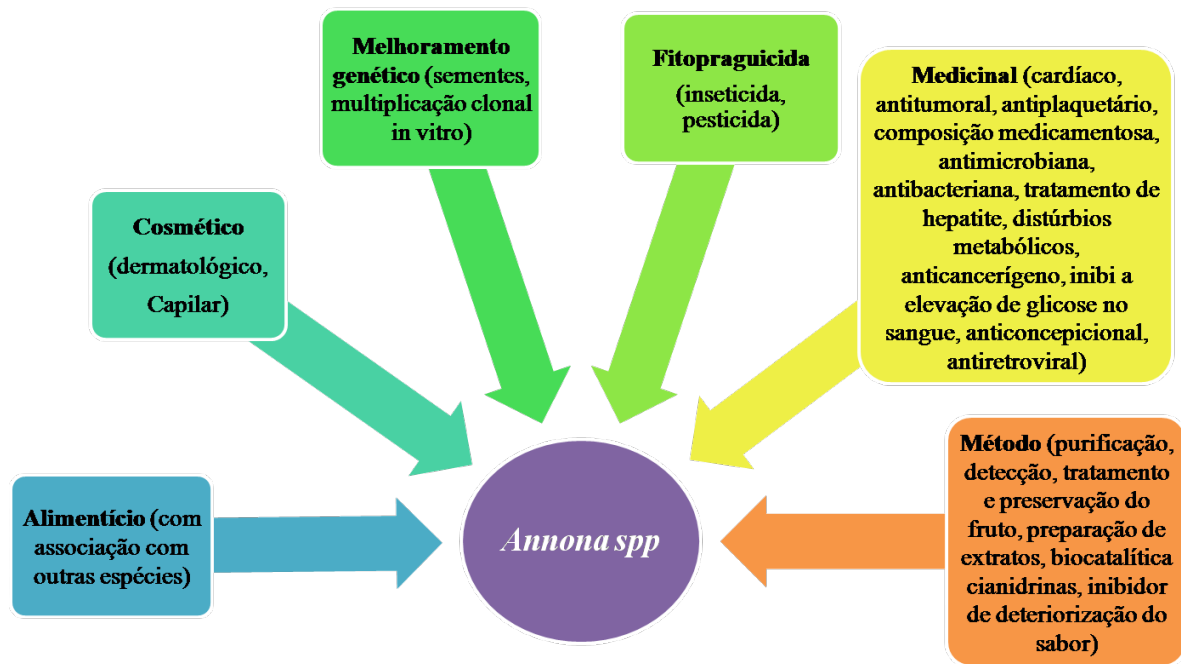 Melhoramento
genético (sementes,
multiplicação clonal
in vitro)
Fitopraguicida
(inseticida,
pesticida)
Medicinal (cardíaco,
antitumoral, antiplaquetário,
composição medicamentosa,
antimicrobiana,
antibacteriana, tratamento de
hepatite, distúrbios
metabólicos,
anticancerígeno, inibi a
elevação de glicose no
sangue, anticoncepicional,
antiretroviral)
Cosmético
(dermatológico,
Capilar)
Alimentício (com
associação com
outras espécies)
Annona spp
Método (purificação,
detecção, tratamento
e preservação do
fruto, preparação de
extratos, biocatalítica
cianidrinas, inibidor
de deteriorização do
sabor)